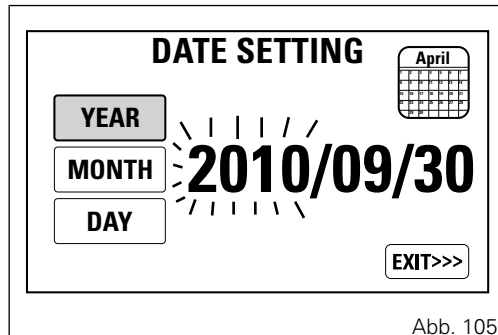 DATE SETTING
April
YEAR
MONTH
DAY
2010/09/30
EXIT>>>
Abb. 105